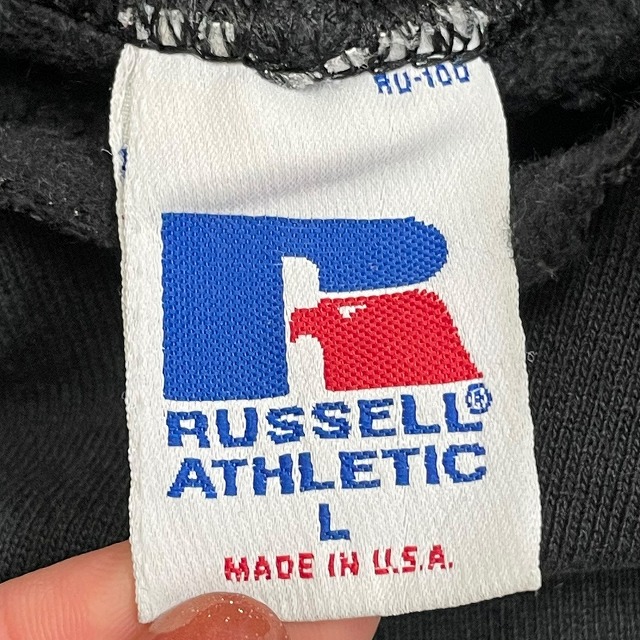 RU-100
RUSSELL®
ATHLETIC
L
MADE IN U.S.A.